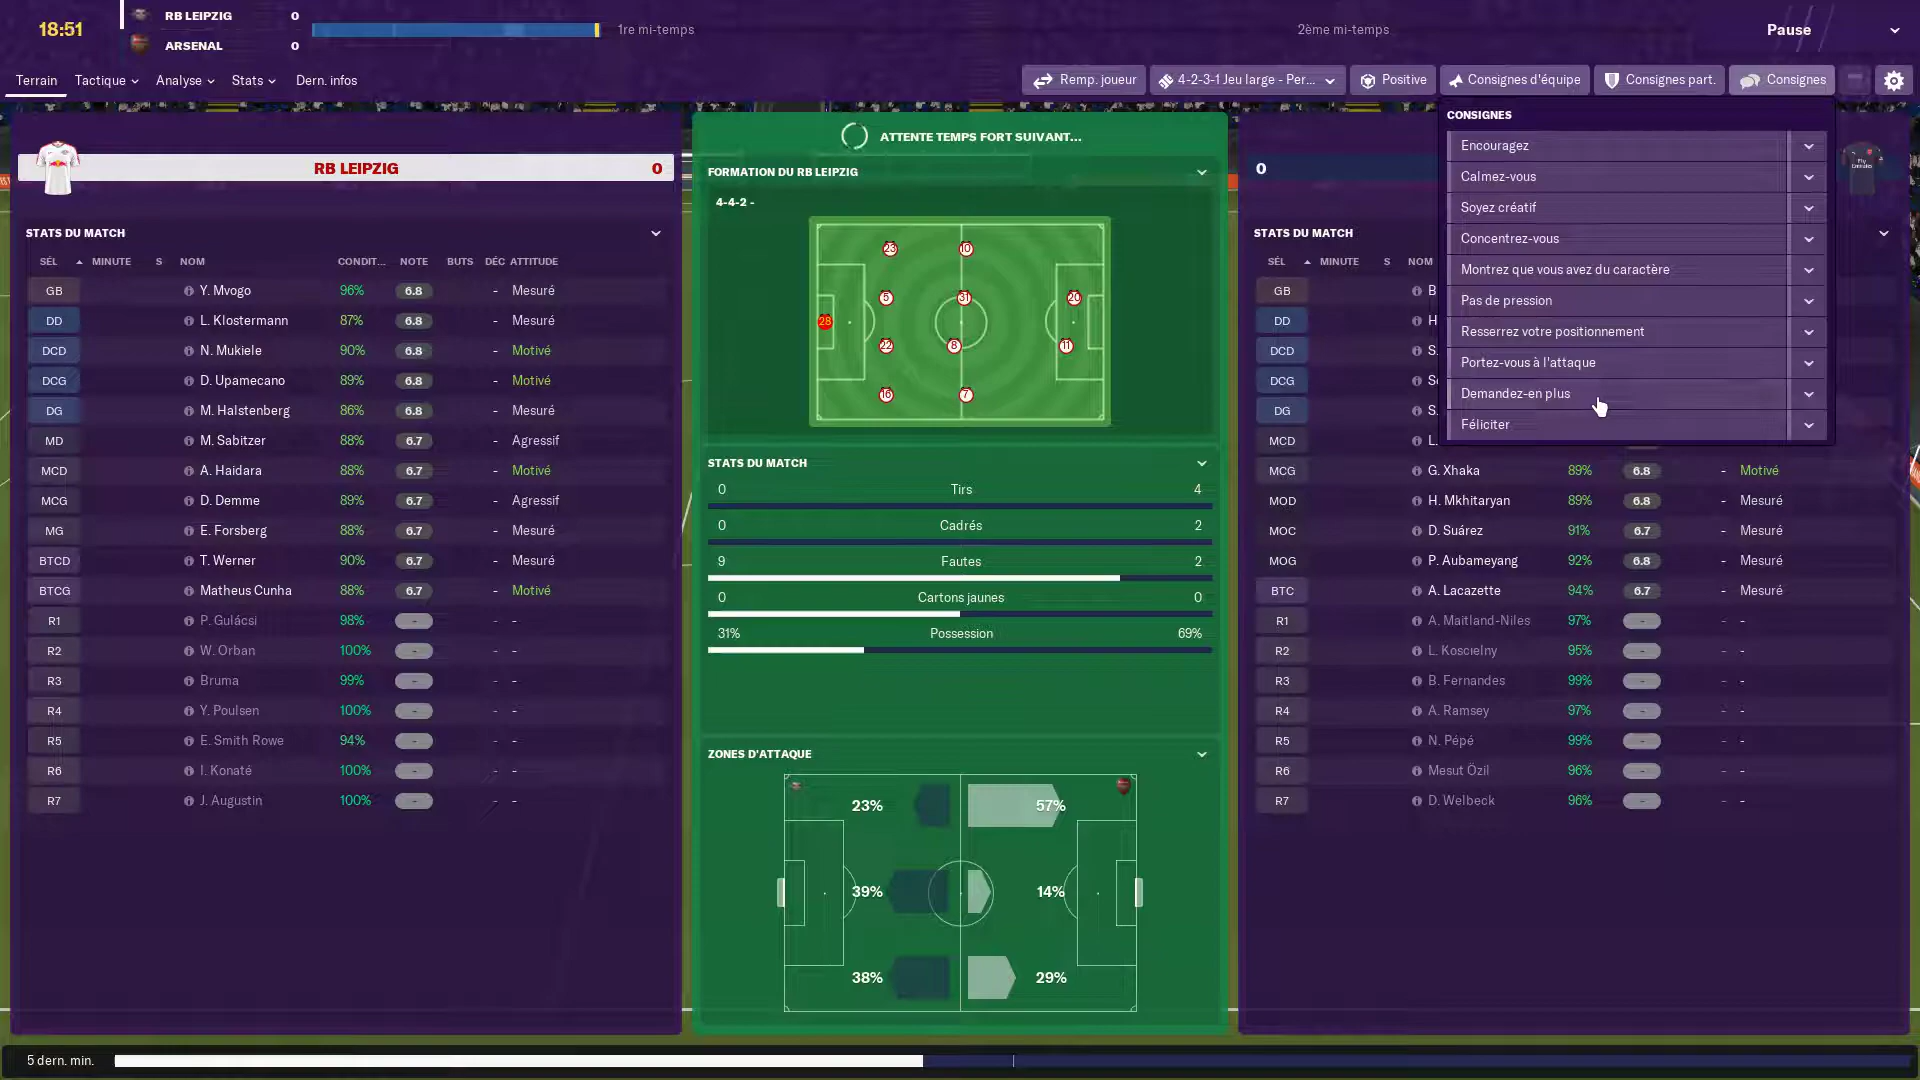 18:51
RB LEIPZIG 0
ARSENAL 0
1re mi-temps
2ème mi-temps
Pause
Terrain Tactique Analyse Stats Dern. infos
Remp. joueur 4-2-3-1 Jeu large - Per... Positive Consignes d'équipe Consignes part. Consignes
RB LEIPZIG 0
STATS DU MATCH
SÉL MINUTE S NOM CONDIT... NOTE BUTS DÉC ATTITUDE
GB Y. Mvogo 96% 6.8 - Mesuré
DD L. Klostermann 87% 6.8 - Mesuré
DCD N. Mukiele 90% 6.8 - Motivé
DCG D. Upamecano 89% 6.8 - Motivé
DG M. Halstenberg 86% 6.8 - Mesuré
MD M. Sabitzer 88% 6.7 - Agressif
MCD A. Haidara 88% 6.7 - Motivé
MCG D. Demme 89% 6.7 - Agressif
MG E. Forsberg 88% 6.7 - Mesuré
BTCD T. Werner 90% 6.7 - Mesuré
BTCG Matheus Cunha 88% 6.7 - Motivé
R1 P. Gulácsi 98% - - -
R2 W. Orban 100% - - -
R3 Bruma 99% - - -
R4 Y. Poulsen 100% - - -
R5 E. Smith Rowe 94% - - -
R6 I. Konaté 100% - - -
R7 J. Augustin 100% - - -
ATTENTE TEMPS FORT SUIVANT...
FORMATION DU RB LEIPZIG
4-4-2 -
23 10
5 31 20
28
22 8 11
16 7
STATS DU MATCH
0 Tirs 4
0 Cadrés 2
9 Fautes 2
0 Cartons jaunes 0
31% Possession 69%
ZONES D'ATTAQUE
23% 57%
39% 14%
38% 29%
0
Fly Emirates
CONSIGNES
Encouragez
Calmez-vous
Soyez créatif
Concentrez-vous
Montrez que vous avez du caractère
Pas de pression
Resserrez votre positionnement
Portez-vous à l'attaque
Demandez-en plus
Féliciter
STATS DU MATCH
SÉL MINUTE S NOM
GB B
DD H
DCD S.
DCG So
DG S.
MCD L.
MCG G. Xhaka 89% 6.8 - Motivé
MOD H. Mkhitaryan 89% 6.8 - Mesuré
MOC D. Suárez 91% 6.7 - Mesuré
MOG P. Aubameyang 92% 6.8 - Mesuré
BTC A. Lacazette 94% 6.7 - Mesuré
R1 A. Maitland-Niles 97% - - -
R2 L. Koscielny 95% - - -
R3 B. Fernandes 99% - - -
R4 A. Ramsey 97% - - -
R5 N. Pépé 99% - - -
R6 Mesut Özil 96% - - -
R7 D. Welbeck 96% - - -
5 dern. min.